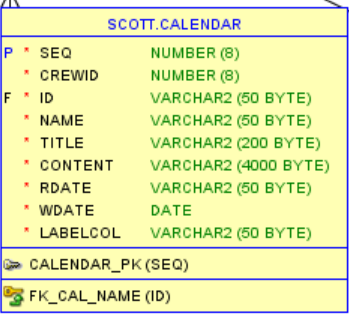 SCOTT.CALENDAR
P * SEQ NUMBER (8)
* CREWID NUMBER (8)
F * ID VARCHAR2 (50 BYTE)
* NAME VARCHAR2 (50 BYTE)
* TITLE VARCHAR2 (200 BYTE)
* CONTENT VARCHAR2 (4000 BYTE)
* RDATE VARCHAR2 (50 BYTE)
* WDATE DATE
* LABELCOL VARCHAR2 (50 BYTE)
CALENDAR_PK (SEQ)
FK_CAL_NAME (ID)